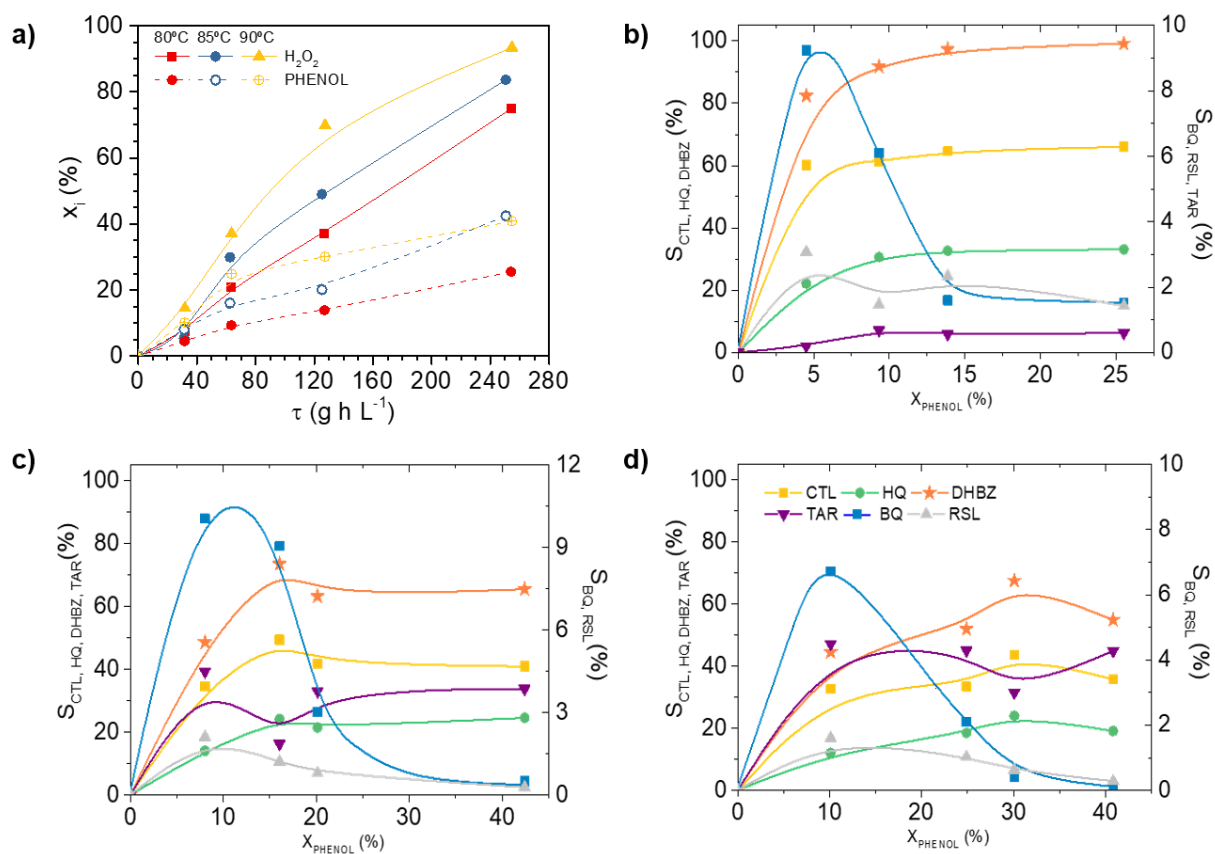 a)
80ºC 85ºC 90ºC
H2O2
PHENOL
100
80
60
40
20
0
xi (%)
0 40 80 120 160 200 240 280
τ (g h L-1)
b)
100
80
60
40
20
0
SCTL, HQ, DHBZ (%)
10
8
6
4
2
0
SBQ, RSL, TAR (%)
0 5 10 15 20 25
XPHENOL (%)
c)
100
80
60
40
20
0
SCTL, HQ, DHBZ, TAR (%)
12
9
6
3
0
SBQ, RSL (%)
0 10 20 30 40 50
XPHENOL (%)
d)
CTL HQ DHBZ
TAR BQ RSL
100
80
60
40
20
0
SCTL, HQ, DHBZ, TAR (%)
10
8
6
4
2
0
SBQ, RSL (%)
0 10 20 30 40
XPHENOL (%)